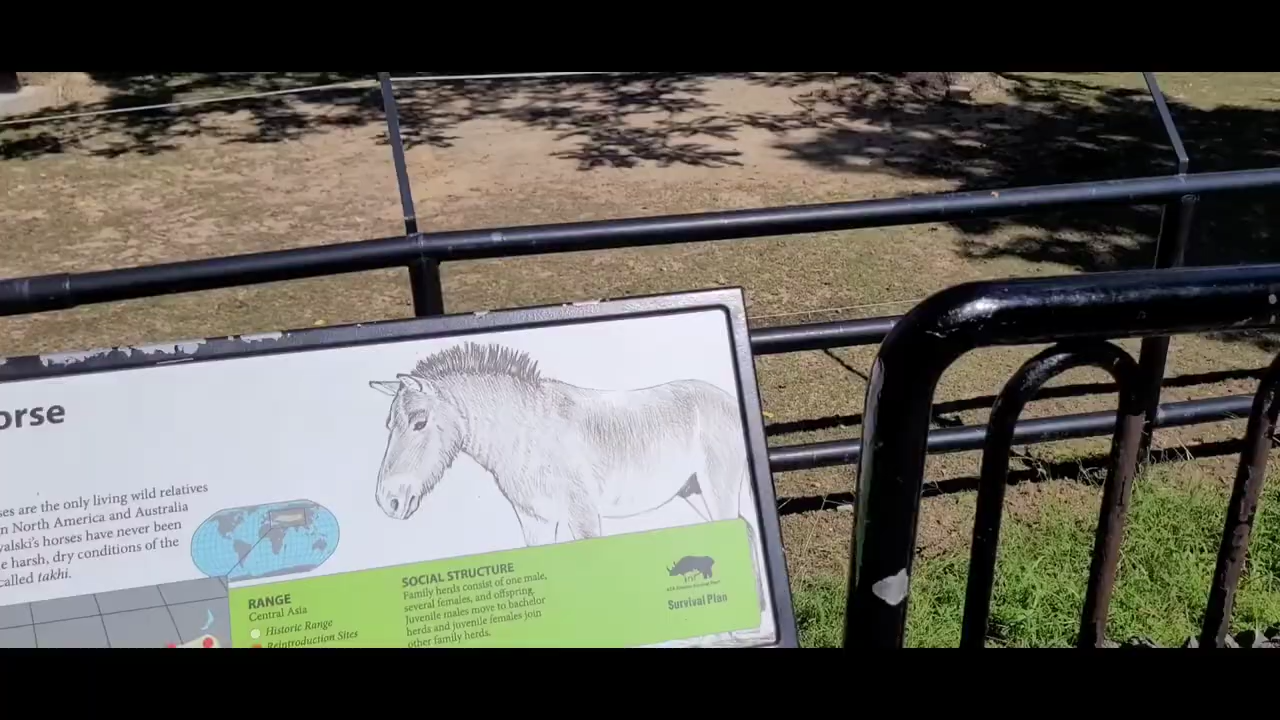 orse
ses are the only living wild relatives
n North America and Australia
valski's horses have never been
e harsh, dry conditions of the
called takhi.
RANGE
Central Asia
Historic Range
Reintroduction Sites
SOCIAL STRUCTURE
Family herds consist of one male,
several females, and offspring.
Juvenile males move to bachelor
herds and juvenile females join
other family herds.
Survival Plan